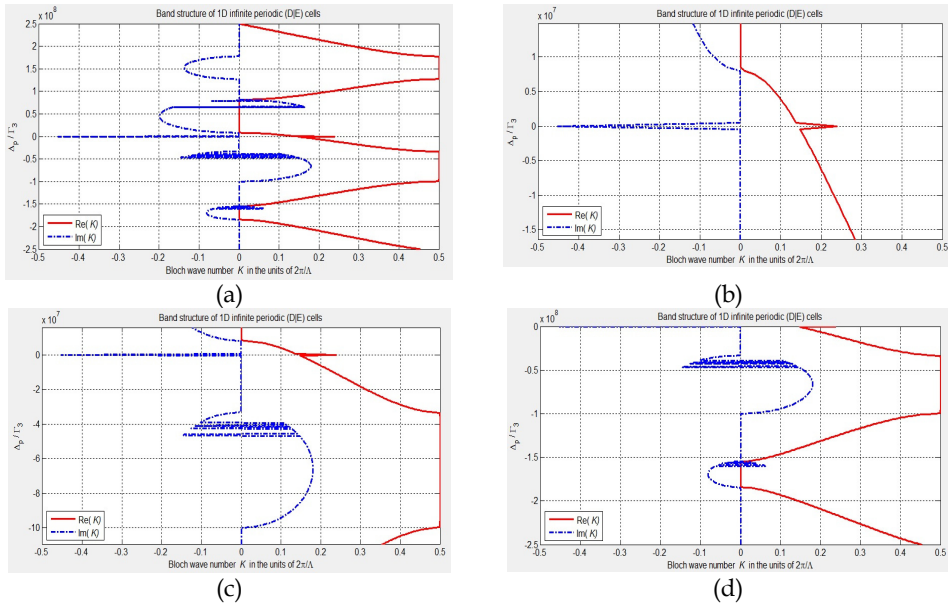 Band structure of 1D infinite periodic (D|E) cells
x 10^8
2.5
2
1.5
1
0.5
0
-0.5
-1
-1.5
-2
-2.5
Δp / Γ3
Re( K)
Im( K)
-0.5 -0.4 -0.3 -0.2 -0.1 0 0.1 0.2 0.3 0.4 0.5
Bloch wave number K in the units of 2π/Λ
(a)
Band structure of 1D infinite periodic (D|E) cells
x 10^7
1
0.5
0
-0.5
-1
-1.5
Δp / Γ3
Re( K)
Im( K)
-0.5 -0.4 -0.3 -0.2 -0.1 0 0.1 0.2 0.3 0.4 0.5
Bloch wave number K in the units of 2π/Λ
(b)
Band structure of 1D infinite periodic (D|E) cells
x 10^7
0
-2
-4
-6
-8
-10
Δp / Γ3
Re( K)
Im( K)
-0.5 -0.4 -0.3 -0.2 -0.1 0 0.1 0.2 0.3 0.4 0.5
Bloch wave number K in the units of 2π/Λ
(c)
Band structure of 1D infinite periodic (D|E) cells
x 10^8
0
-0.5
-1
-1.5
-2
-2.5
Δp / Γ3
Re( K)
Im( K)
-0.5 -0.4 -0.3 -0.2 -0.1 0 0.1 0.2 0.3 0.4 0.5
Bloch wave number K in the units of 2π/Λ
(d)